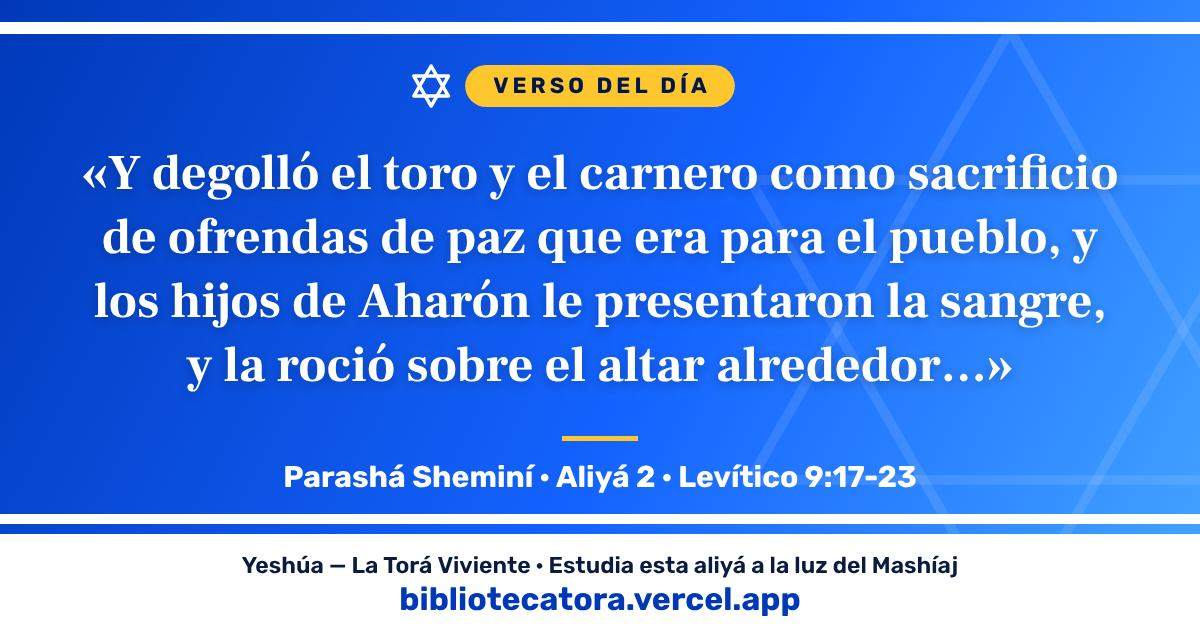 VERSO DEL DÍA
«Y degolló el toro y el carnero como sacrificio
de ofrendas de paz que era para el pueblo, y
los hijos de Aharón le presentaron la sangre,
y la roció sobre el altar alrededor...»
Parashá Sheminí • Aliyá 2 • Levítico 9:17-23
Yeshúa — La Torá Viviente • Estudia esta aliyá a la luz del Mashíaj
bibliotecatora.vercel.app